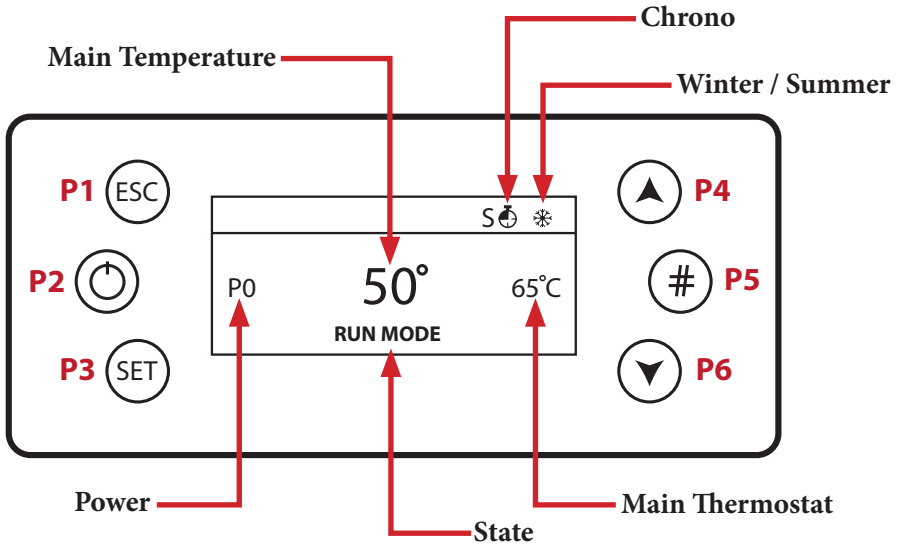 Chrono
Main Temperature
Winter / Summer
P1 ESC
P4
S
P2
P0
50°
65°C
# P5
RUN MODE
P3 SET
P6
Power
Main Thermostat
State